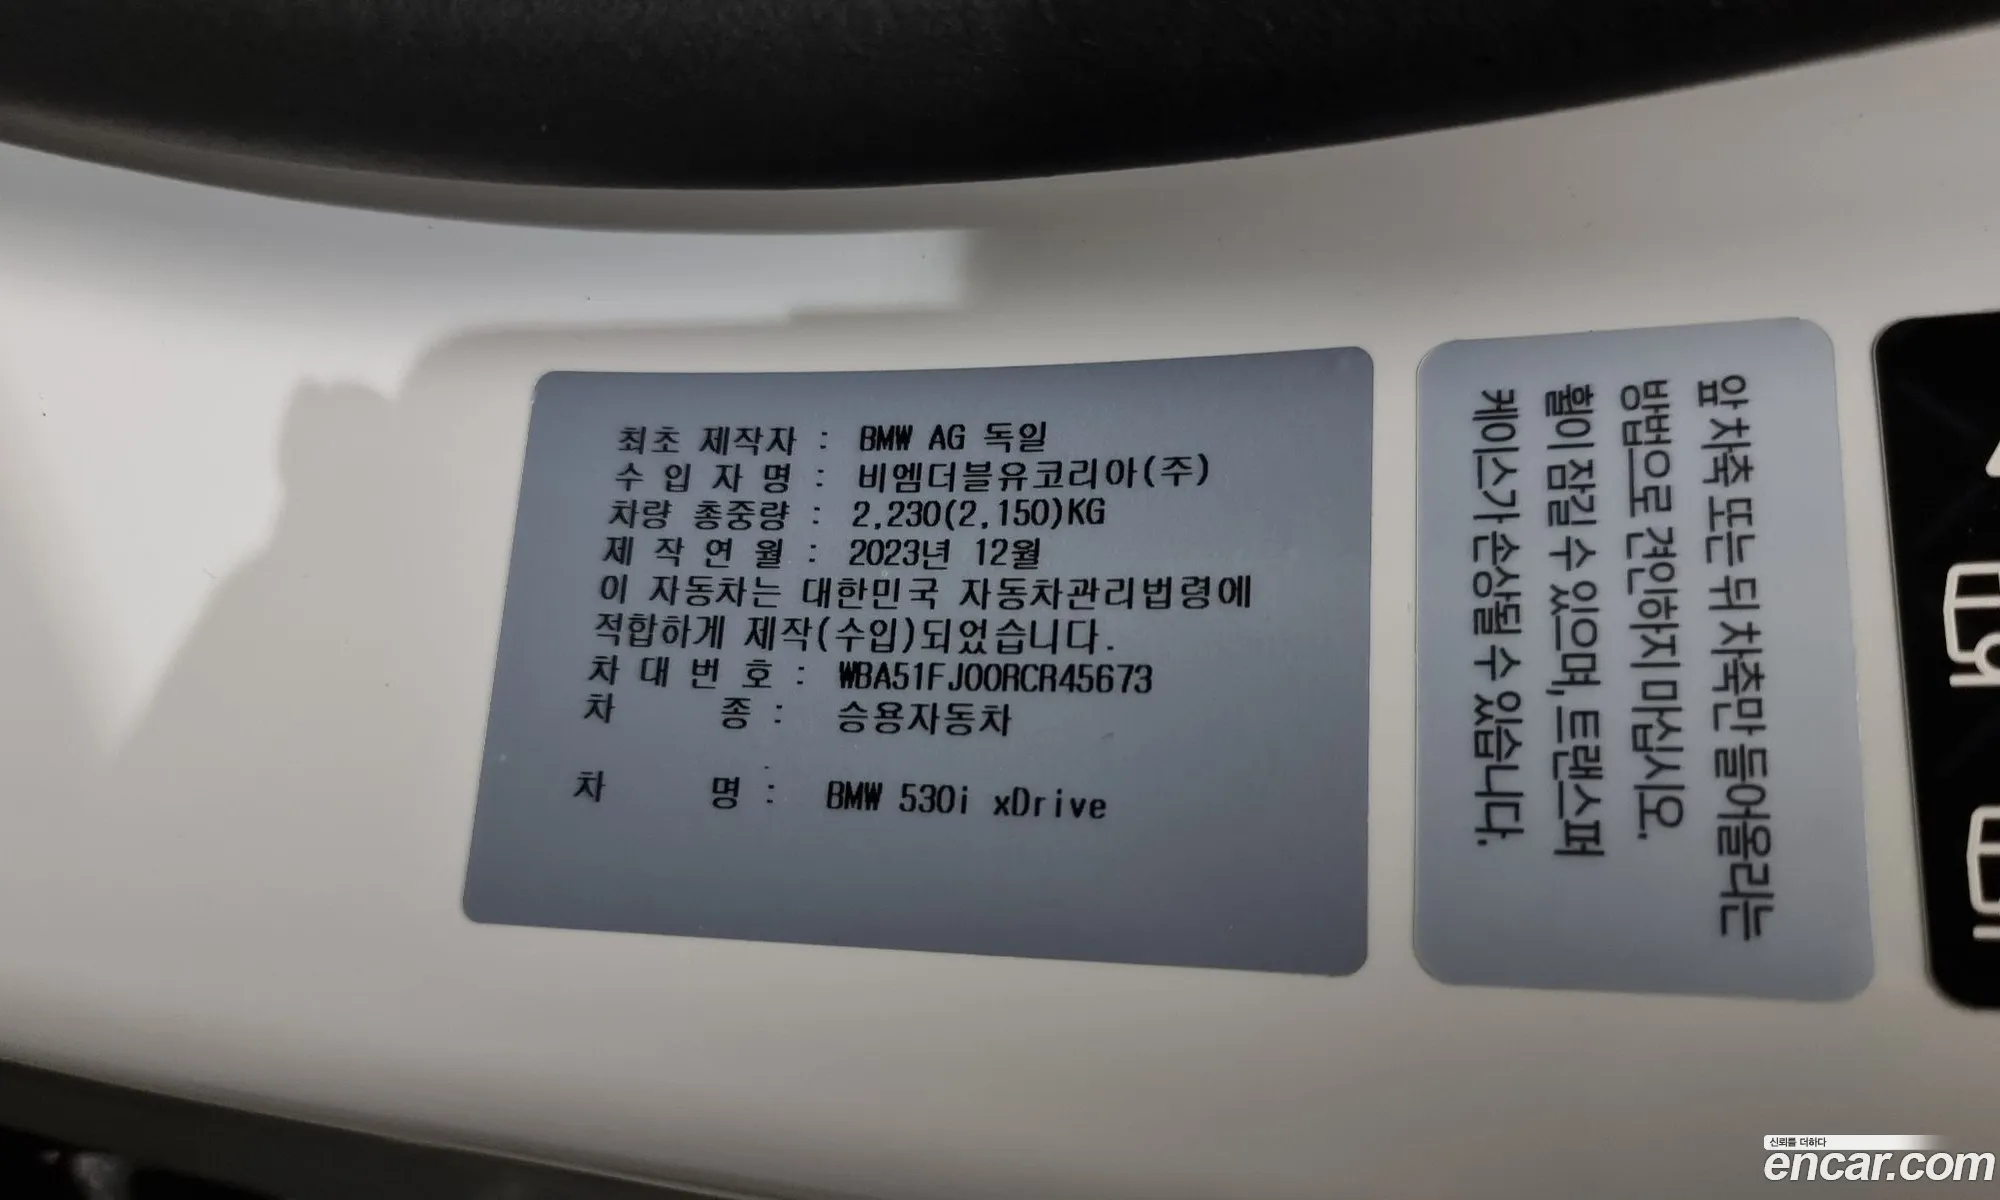 최초 제작자 : BMW AG 독일
수 입 자 명 : 비엠더블유코리아(주)
차량 총중량 : 2,230(2,150)KG
제 작 연 월 : 2023년 12월
이 자동차는 대한민국 자동차관리법령에
적합하게 제작(수입)되었습니다.
차 대 번 호 : WBA51FJ00RCR45673
차 종 : 승용자동차
차 명 : BMW 530i xDrive
앞 차축 또는 뒤 차축만 들어올리는
방법으로 견인하지 마십시오.
휠이 잠길 수 있으며, 트랜스퍼
케이스가 손상될 수 있습니다.
신뢰를 더하다
encar.com